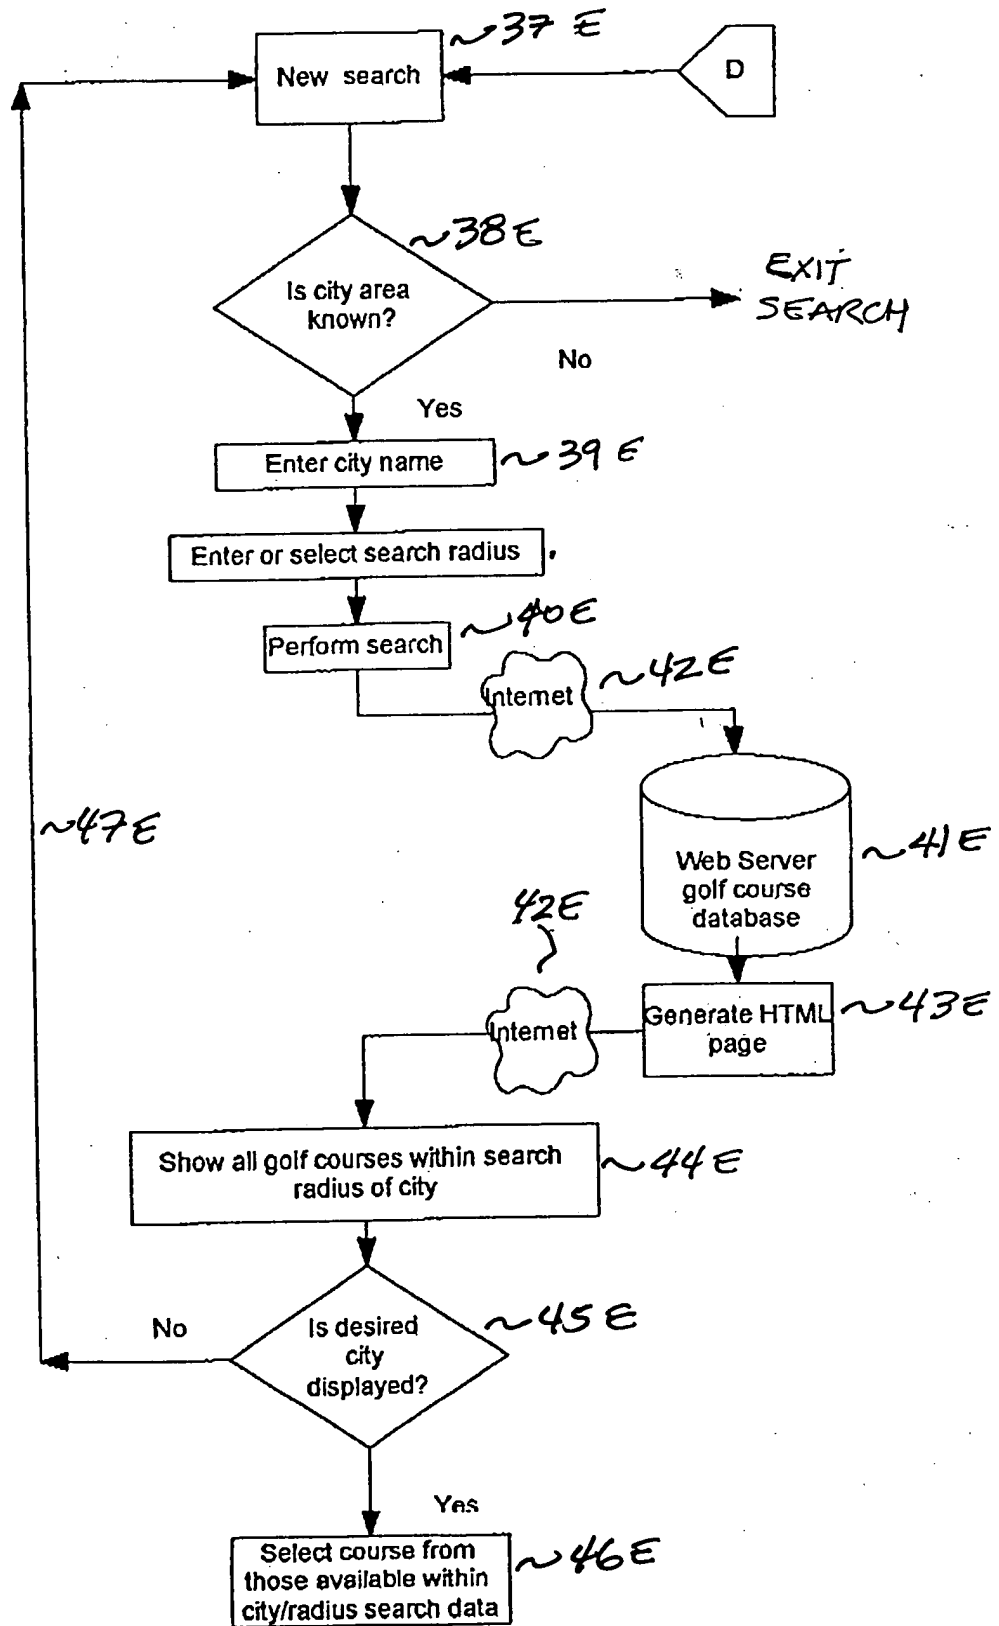 ~37E
New search
D
~38E
Is city area
known?
EXIT
SEARCH
No
Yes
Enter city name
~39E
Enter or select search radius
~40E
Perform search
Internet
~42E
~47E
Web Server
golf course
database
~41E
42E
Internet
Generate HTML
page
~43E
Show all golf courses within search
radius of city
~44E
No
Is desired
city
displayed?
~45E
Yes
Select course from
those available within
city/radius search data
~46E